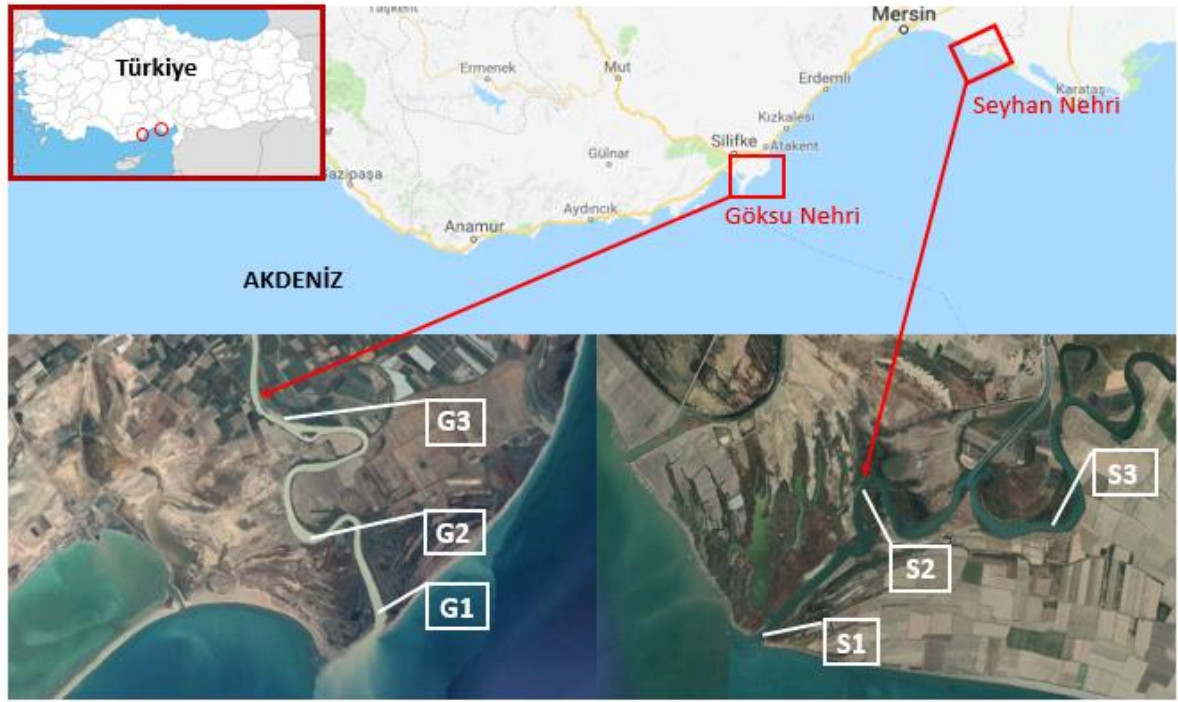 Türkiye
Taşkent
Mersin
Ermenek
Mut
Erdemli
Karataş
Seyhan Nehri
Kızkalesi
Silifke
Atakent
Gülnar
azipaşa
Göksu Nehri
Aydıncık
Anamur
AKDENİZ
G3
S3
G2
S2
G1
S1